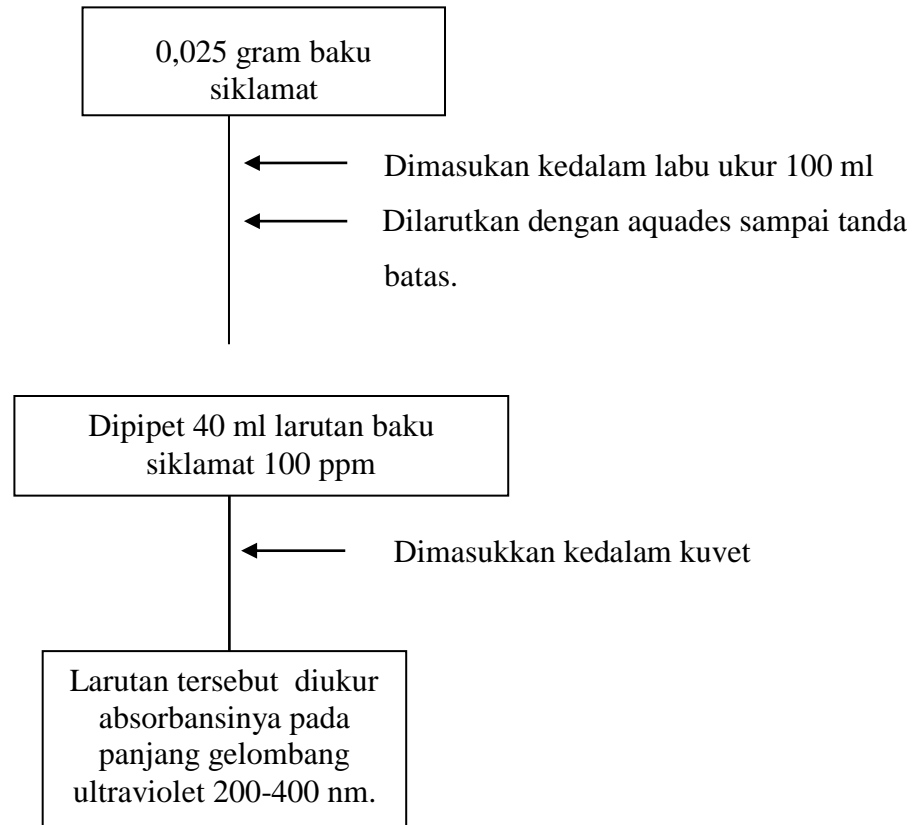 0,025 gram baku
siklamat
Dimasukan kedalam labu ukur 100 ml
Dilarutkan dengan aquades sampai tanda
batas.
Dipipet 40 ml larutan baku
siklamat 100 ppm
Dimasukkan kedalam kuvet
Larutan tersebut diukur
absorbansinya pada
panjang gelombang
ultraviolet 200-400 nm.